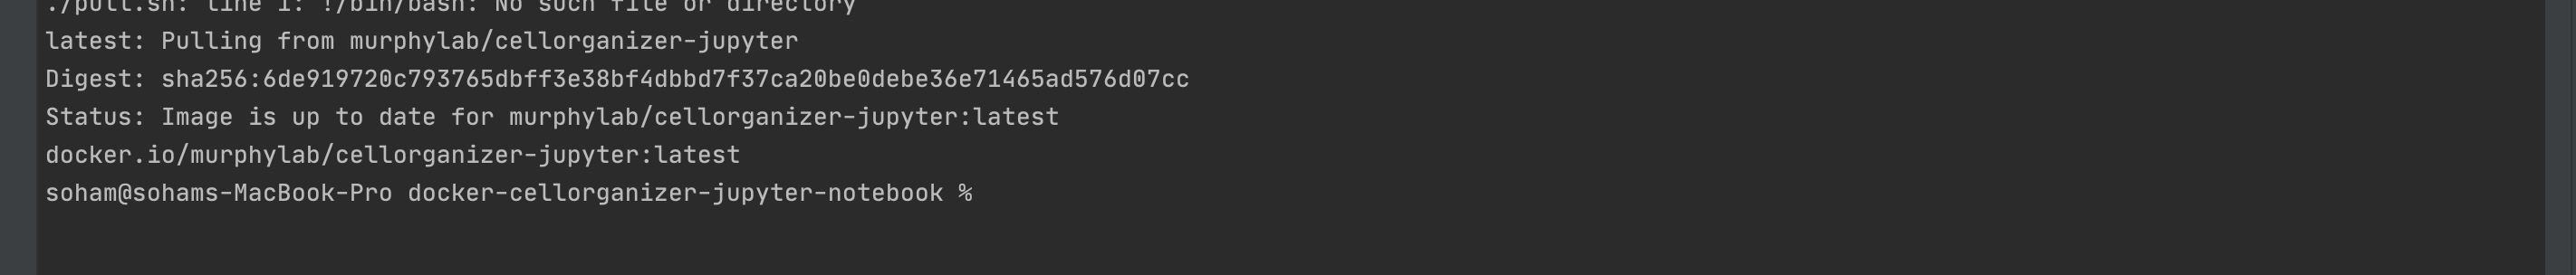 ./pull.sh: line 1: !/bin/bash: No such file or directory
latest: Pulling from murphylab/cellorganizer-jupyter
Digest: sha256:6de919720c793765dbff3e38bf4dbbd7f37ca20be0debe36e71465ad576d07cc
Status: Image is up to date for murphylab/cellorganizer-jupyter:latest
docker.io/murphylab/cellorganizer-jupyter:latest
soham@sohams-MacBook-Pro docker-cellorganizer-jupyter-notebook %